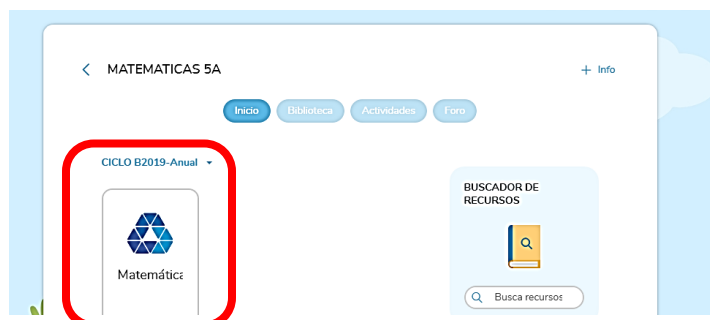 MATEMATICAS 5A
+ Info
Inicio
Biblioteca
Actividades
Foro
CICLO B2019-Anual
Matemática
BUSCADOR DE
RECURSOS
Busca recursos